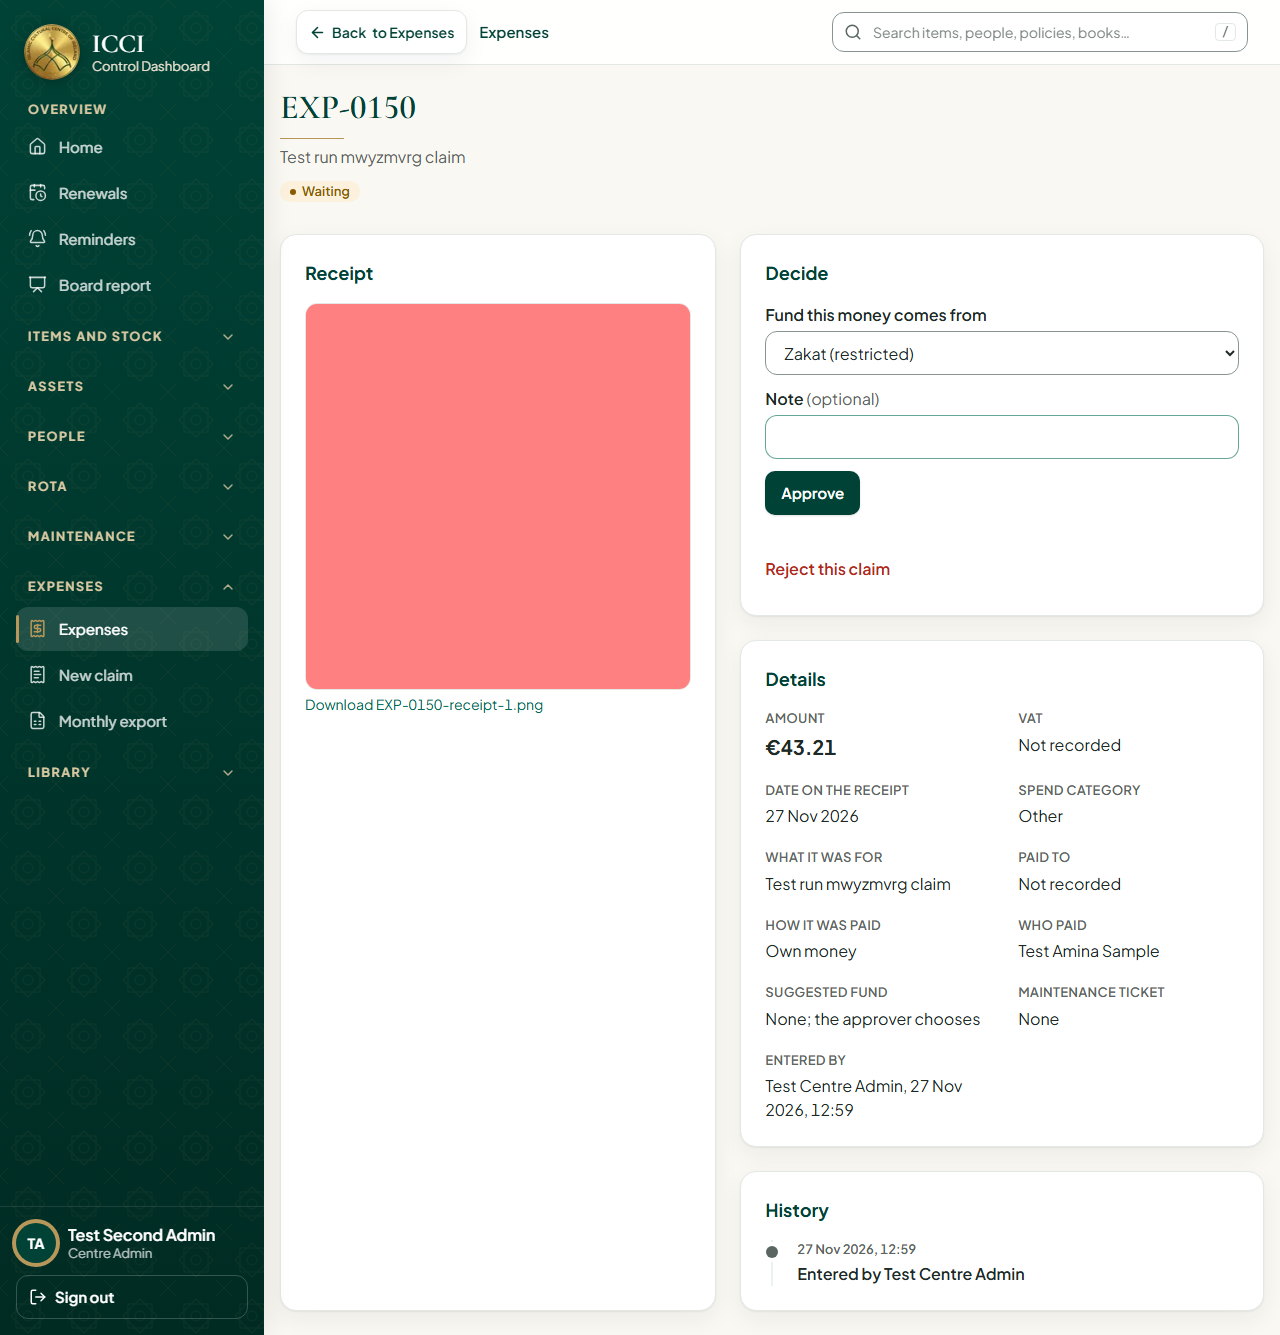 ICCI
Control Dashboard
OVERVIEW
Home
Renewals
Reminders
Board report
ITEMS AND STOCK
ASSETS
PEOPLE
ROTA
MAINTENANCE
EXPENSES
Expenses
New claim
Monthly export
LIBRARY
TA
Test Second Admin
Centre Admin
Sign out
Back to Expenses
Expenses
Search items, people, policies, books...
/
EXP-0150
Test run mwyzmvrg claim
Waiting
Receipt
Download EXP-0150-receipt-1.png
Decide
Fund this money comes from
Zakat (restricted)
Note (optional)
Approve
Reject this claim
Details
AMOUNT
€43.21
VAT
Not recorded
DATE ON THE RECEIPT
27 Nov 2026
SPEND CATEGORY
Other
WHAT IT WAS FOR
Test run mwyzmvrg claim
PAID TO
Not recorded
HOW IT WAS PAID
Own money
WHO PAID
Test Amina Sample
SUGGESTED FUND
None; the approver chooses
MAINTENANCE TICKET
None
ENTERED BY
Test Centre Admin, 27 Nov
2026, 12:59
History
27 Nov 2026, 12:59
Entered by Test Centre Admin